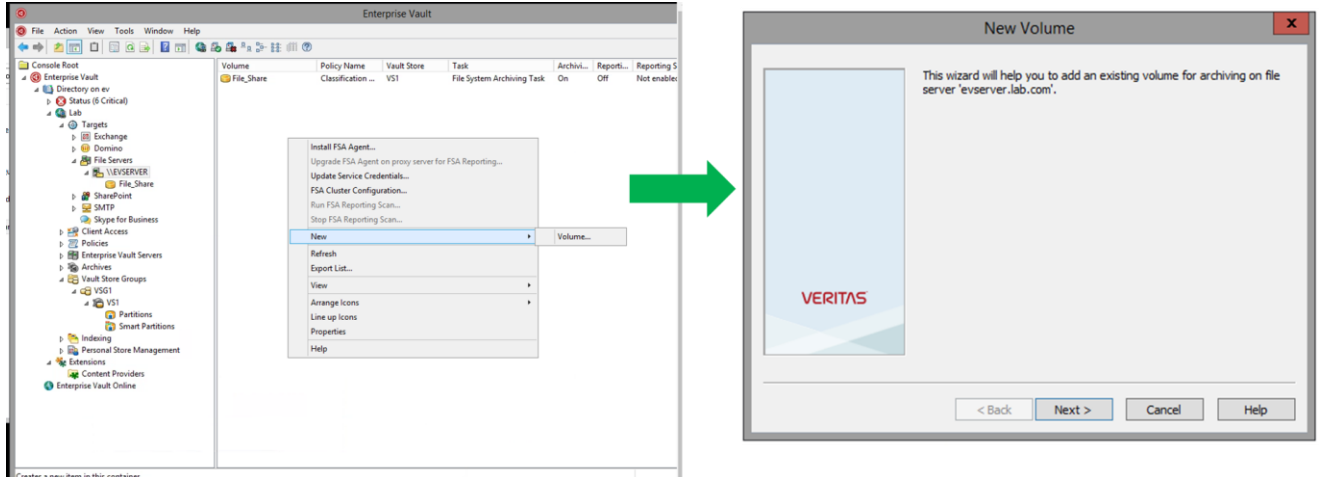 Enterprise Vault
File Action View Tools Window Help
Console Root
Enterprise Vault
Directory on ev
Status (6 Critical)
Lab
Targets
Exchange
Domino
File Servers
\\EVSERVER
File_Share
SharePoint
SMTP
Skype for Business
Client Access
Policies
Enterprise Vault Servers
Archives
Vault Store Groups
VSG1
VS1
Partitions
Smart Partitions
Indexing
Personal Store Management
Extensions
Content Providers
Enterprise Vault Online
Volume Policy Name Vault Store Task Archivi... Reporti... Reporting S
File_Share Classification ... VS1 File System Archiving Task On Off Not enabled
Install FSA Agent...
Upgrade FSA Agent on proxy server for FSA Reporting...
Update Service Credentials...
FSA Cluster Configuration...
Run FSA Reporting Scan...
Stop FSA Reporting Scan...
New
Volume...
Refresh
Export List...
View
Arrange Icons
Line up Icons
Properties
Help
Creates a new item in this container.
New Volume
x
This wizard will help you to add an existing volume for archiving on file
server 'evserver.lab.com'.
VERITAS
< Back Next > Cancel Help